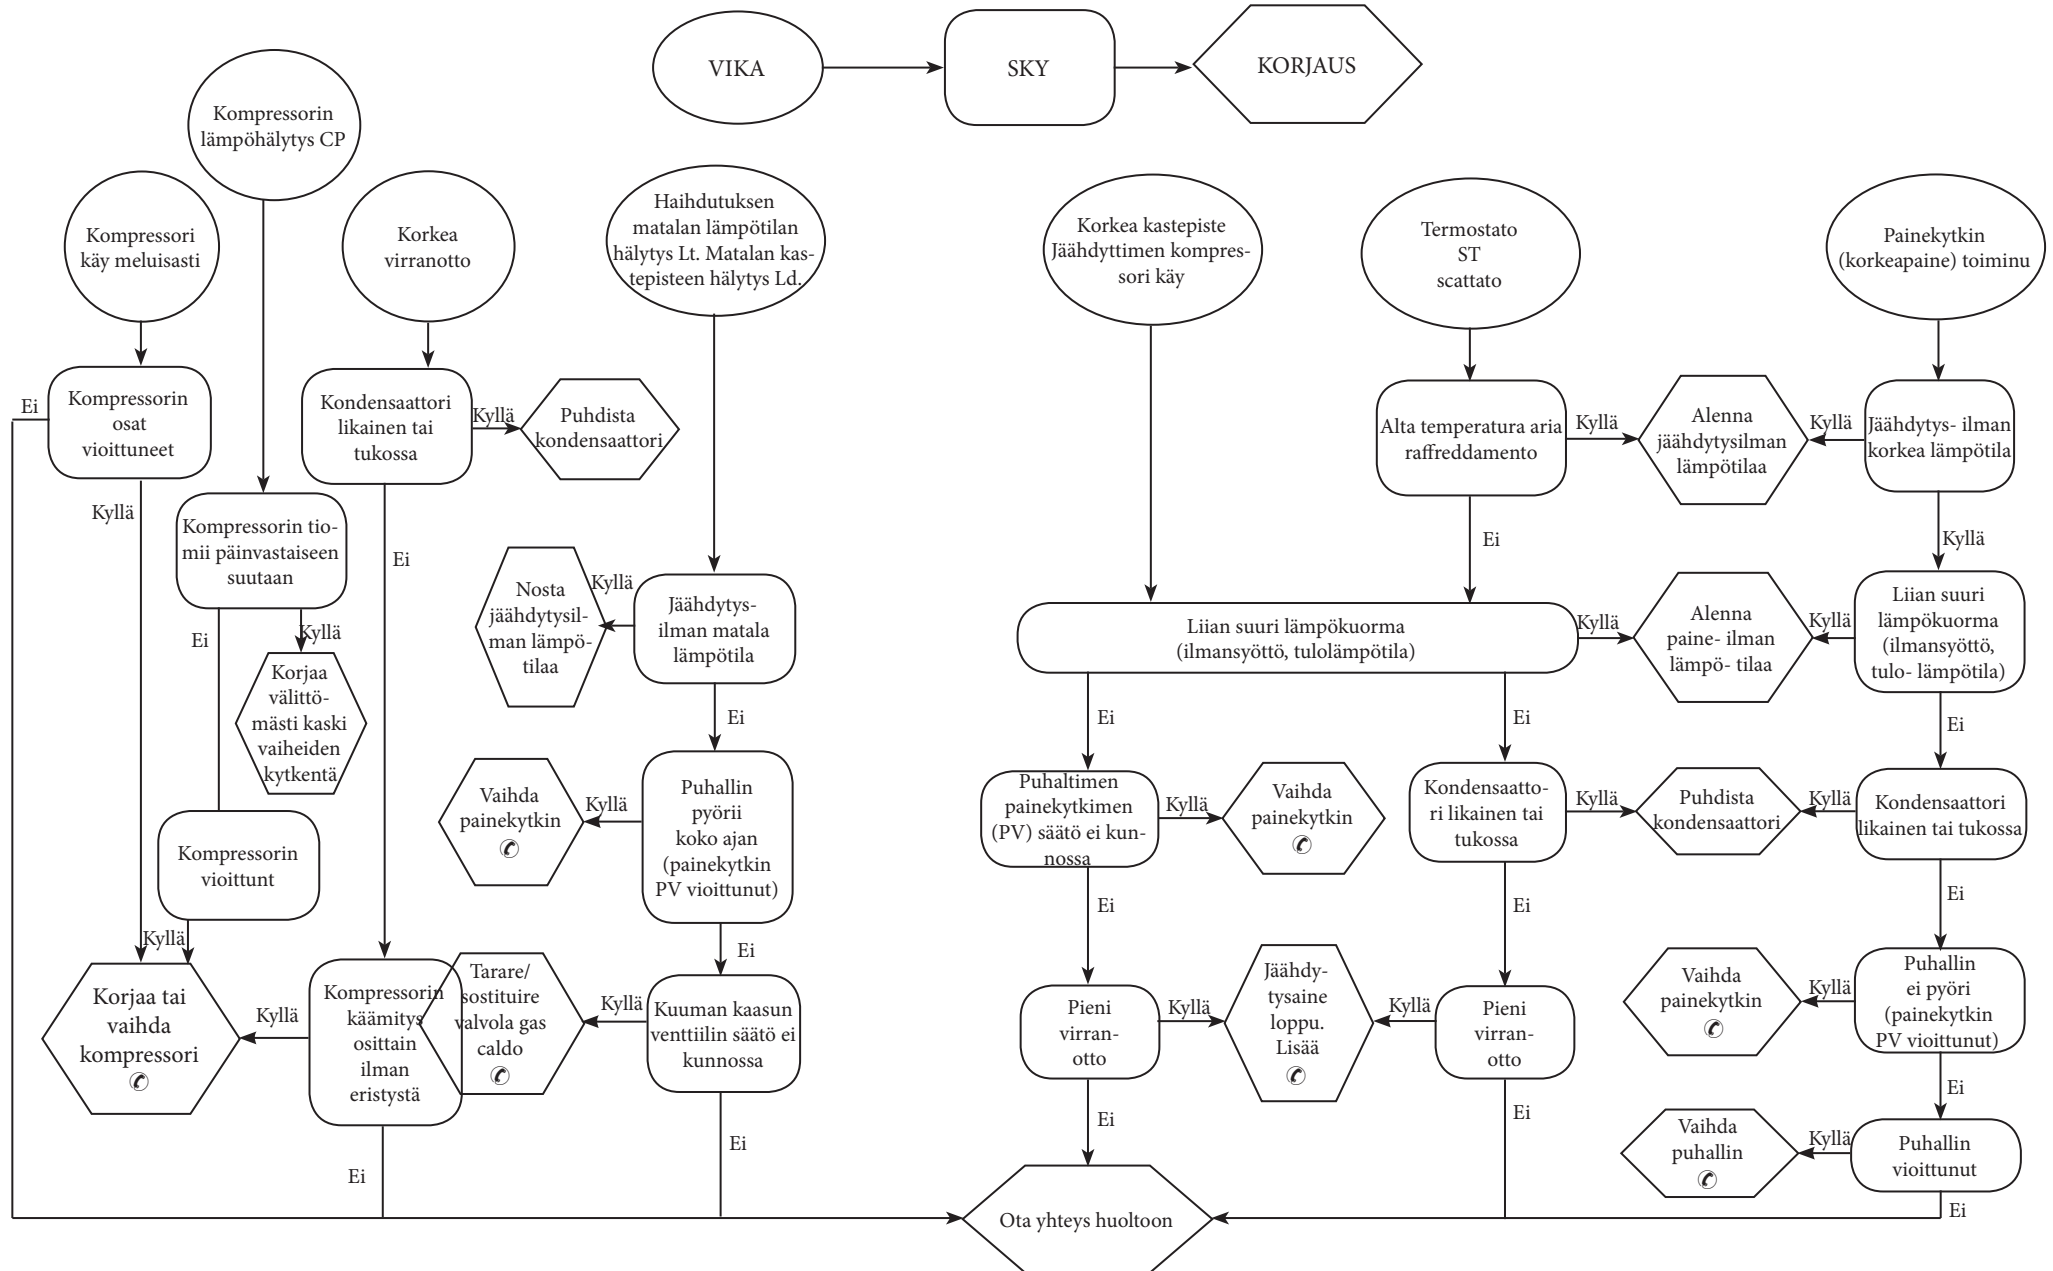 VIKA
SKY
KORJAUS
Kompressorin
lämpöhälytys CP
Kompressori
käy meluisasti
Korkea
virranotto
Haihdutuksen
matalan lämpötilan
hälytys Lt. Matalan kas-
tepisteen hälytys Ld.
Korkea kastepiste
Jäähdyttimen kompres-
sori käy
Termostato
ST
scattato
Painekytkin
(korkeapaine) toiminu
Ei
Kompressorin
osat
vioittuneet
Kondensaattori
likainen tai
tukossa
Kyllä
Puhdista
kondensaattori
Alta temperatura aria
raffreddamento
Kyllä
Alenna
jäähdytysilman
lämpötilaa
Kyllä
Jäähdytys- ilman
korkea lämpötila
Kyllä
Kompressorin tio-
mii päinvastaiseen
suutaan
Ei
Ei
Kyllä
Nosta
jäähdytysil-
man lämpö-
tilaa
Kyllä
Jäähdytys-
ilman matala
lämpötila
Liian suuri lämpökuorma
(ilmansyöttö, tulolämpötila)
Kyllä
Alenna
paine- ilman
lämpö- tilaa
Kyllä
Liian suuri
lämpökuorma
(ilmansyöttö,
tulo- lämpötila)
Ei
Kyllä
Korjaa
välittö-
mästi kaski
vaiheiden
kytkentä
Ei
Ei
Ei
Ei
Vaihda
painekytkin
Kyllä
Puhallin
pyörii
koko ajan
(painekytkin
PV vioittunut)
Puhaltimen
painekytkimen
(PV) säätö ei kun-
nossa
Kyllä
Vaihda
painekytkin
Kondensaatto-
ri likainen tai
tukossa
Kyllä
Puhdista
kondensaattori
Kyllä
Kondensaattori
likainen tai tukossa
Kompressorin
vioittunt
Kyllä
Ei
Ei
Ei
Ei
Korjaa tai
vaihda
kompressori
Kyllä
Kompressorin
käämitys
osittain
ilman
eristystä
Tarare/
sostituire
valvola gas
caldo
Kyllä
Kuuman kaasun
venttiilin säätö ei
kunnossa
Pieni
virran-
otto
Kyllä
Jäähdy-
tysaine
loppu.
Lisää
Kyllä
Pieni
virran-
otto
Vaihda
painekytkin
Kyllä
Puhallin
ei pyöri
(painekytkin
PV vioittunut)
Ei
Ei
Ei
Ei
Ei
Vaihda
puhallin
Kyllä
Puhallin
vioittunut
Ota yhteys huoltoon
Ei